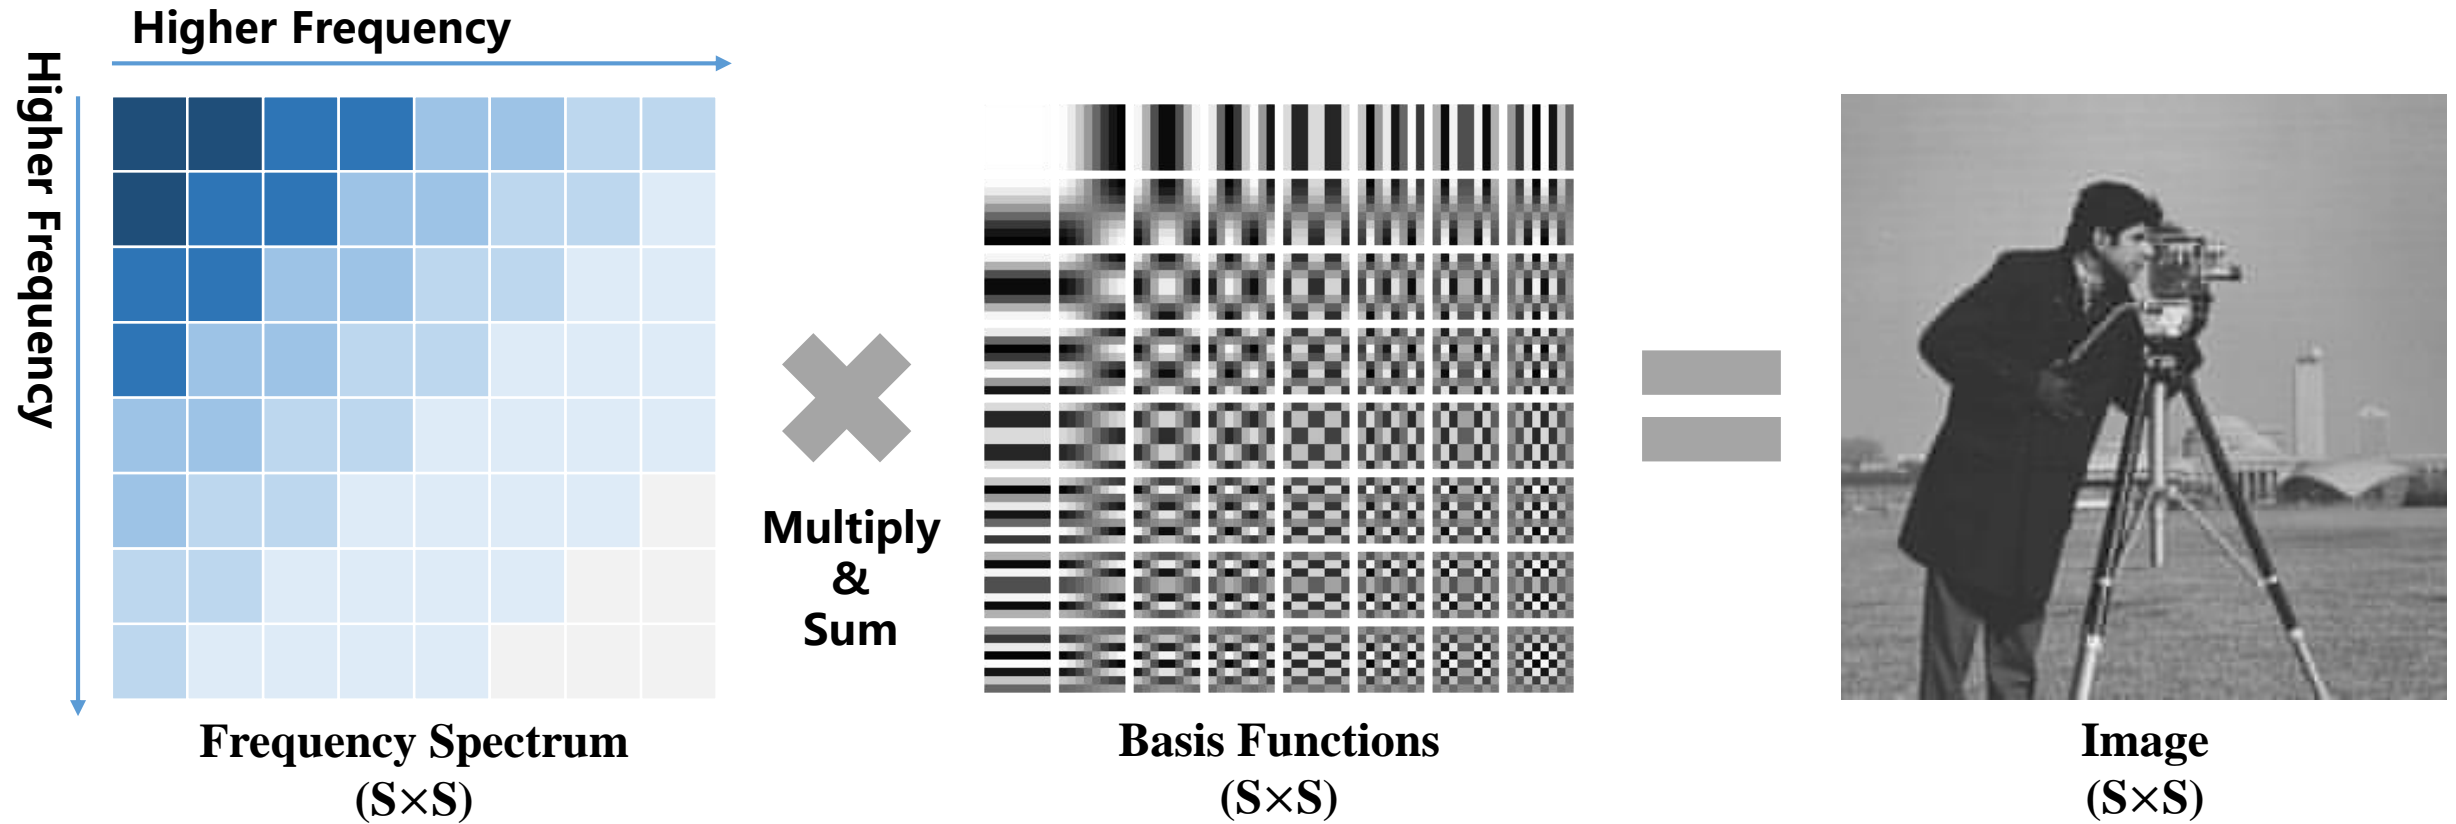 Higher Frequency
Higher Frequency
Multiply
&
Sum
Frequency Spectrum
(S×S)
Basis Functions
(S×S)
Image
(S×S)